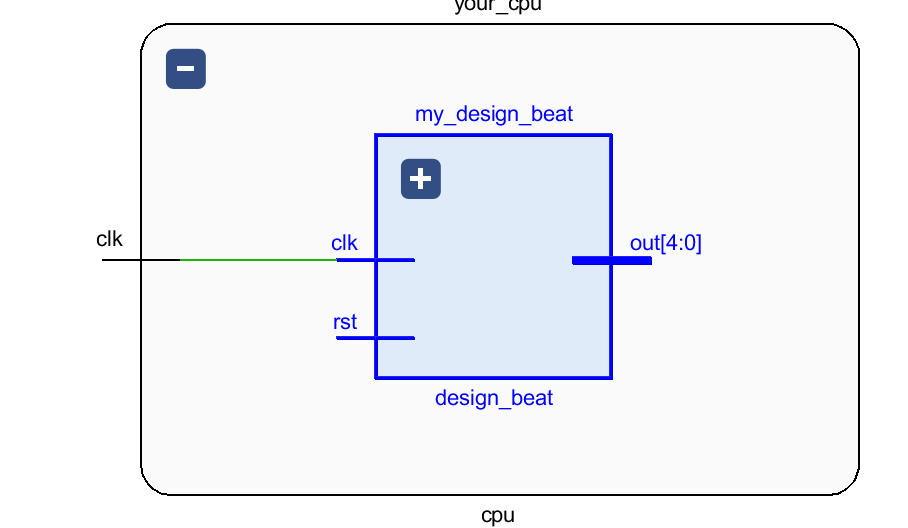 your_cpu
my_design_beat
clk
clk
out[4:0]
rst
design_beat
cpu